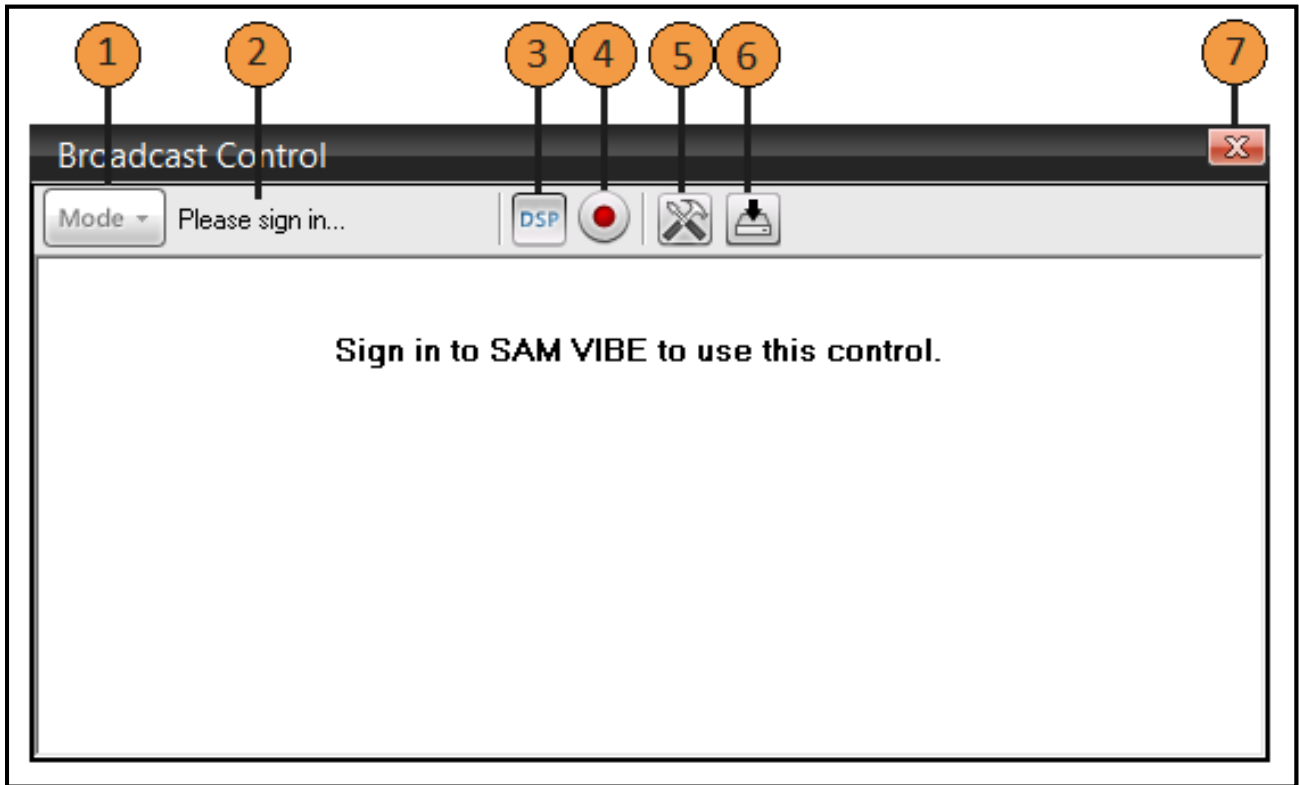 1 2 3 4 5 6 7
Broadcast Control
Mode Please sign in... DSP
Sign in to SAM VIBE to use this control.